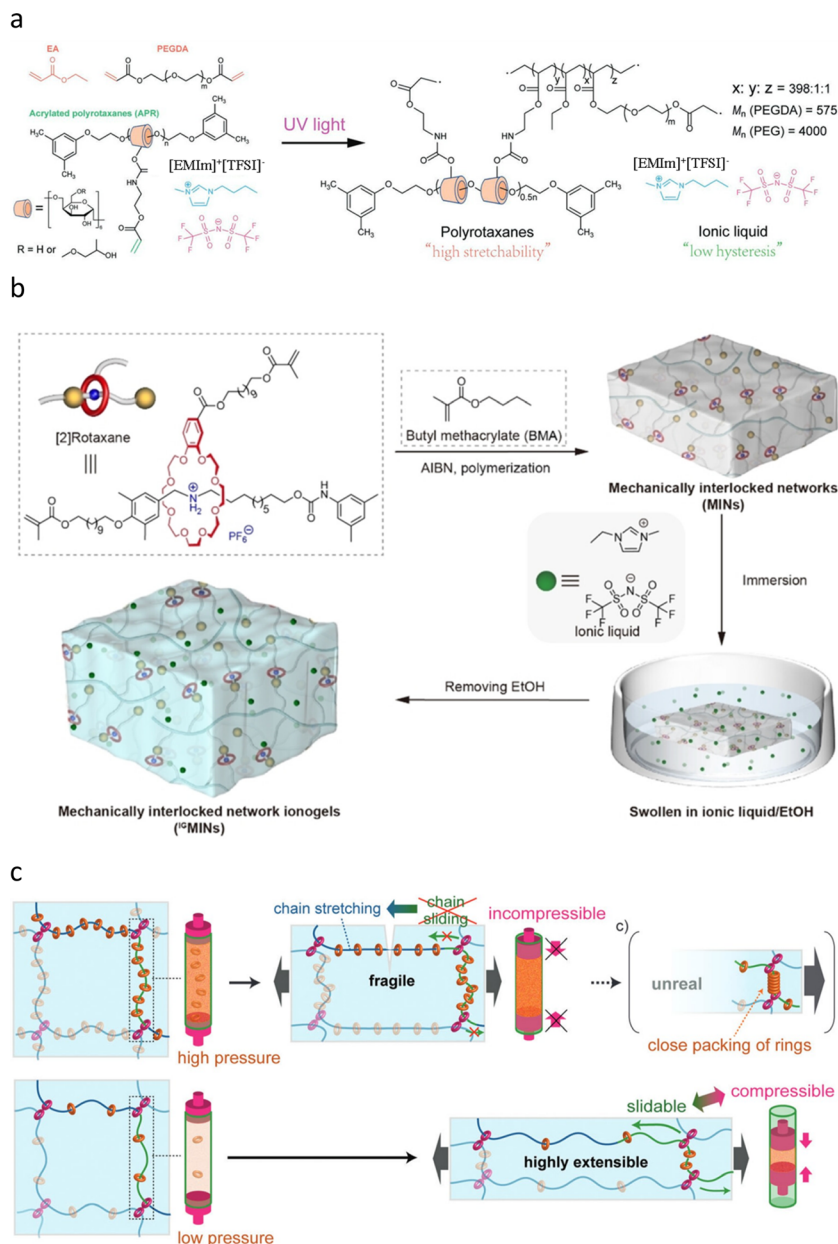 a
EA
PEGDA
Acrylated polyrotaxanes (APR)
[EMIm]⁺[TFSI]⁻
R = H or
UV light
x: y: z = 398:1:1
Mn (PEGDA) = 575
Mn (PEG) = 4000
[EMIm]⁺[TFSI]⁻
Polyrotaxanes
"high stretchability"
Ionic liquid
"low hysteresis"
b
[2]Rotaxane
PF6⊖
Butyl methacrylate (BMA)
AIBN, polymerization
Mechanically interlocked networks
(MINs)
Immersion
Ionic liquid
Removing EtOH
Swollen in ionic liquid/EtOH
Mechanically interlocked network ionogels
(ᴵᴳMINs)
c
high pressure
chain stretching
chain
sliding
fragile
incompressible
c)
unreal
close packing of rings
low pressure
slidable
compressible
highly extensible